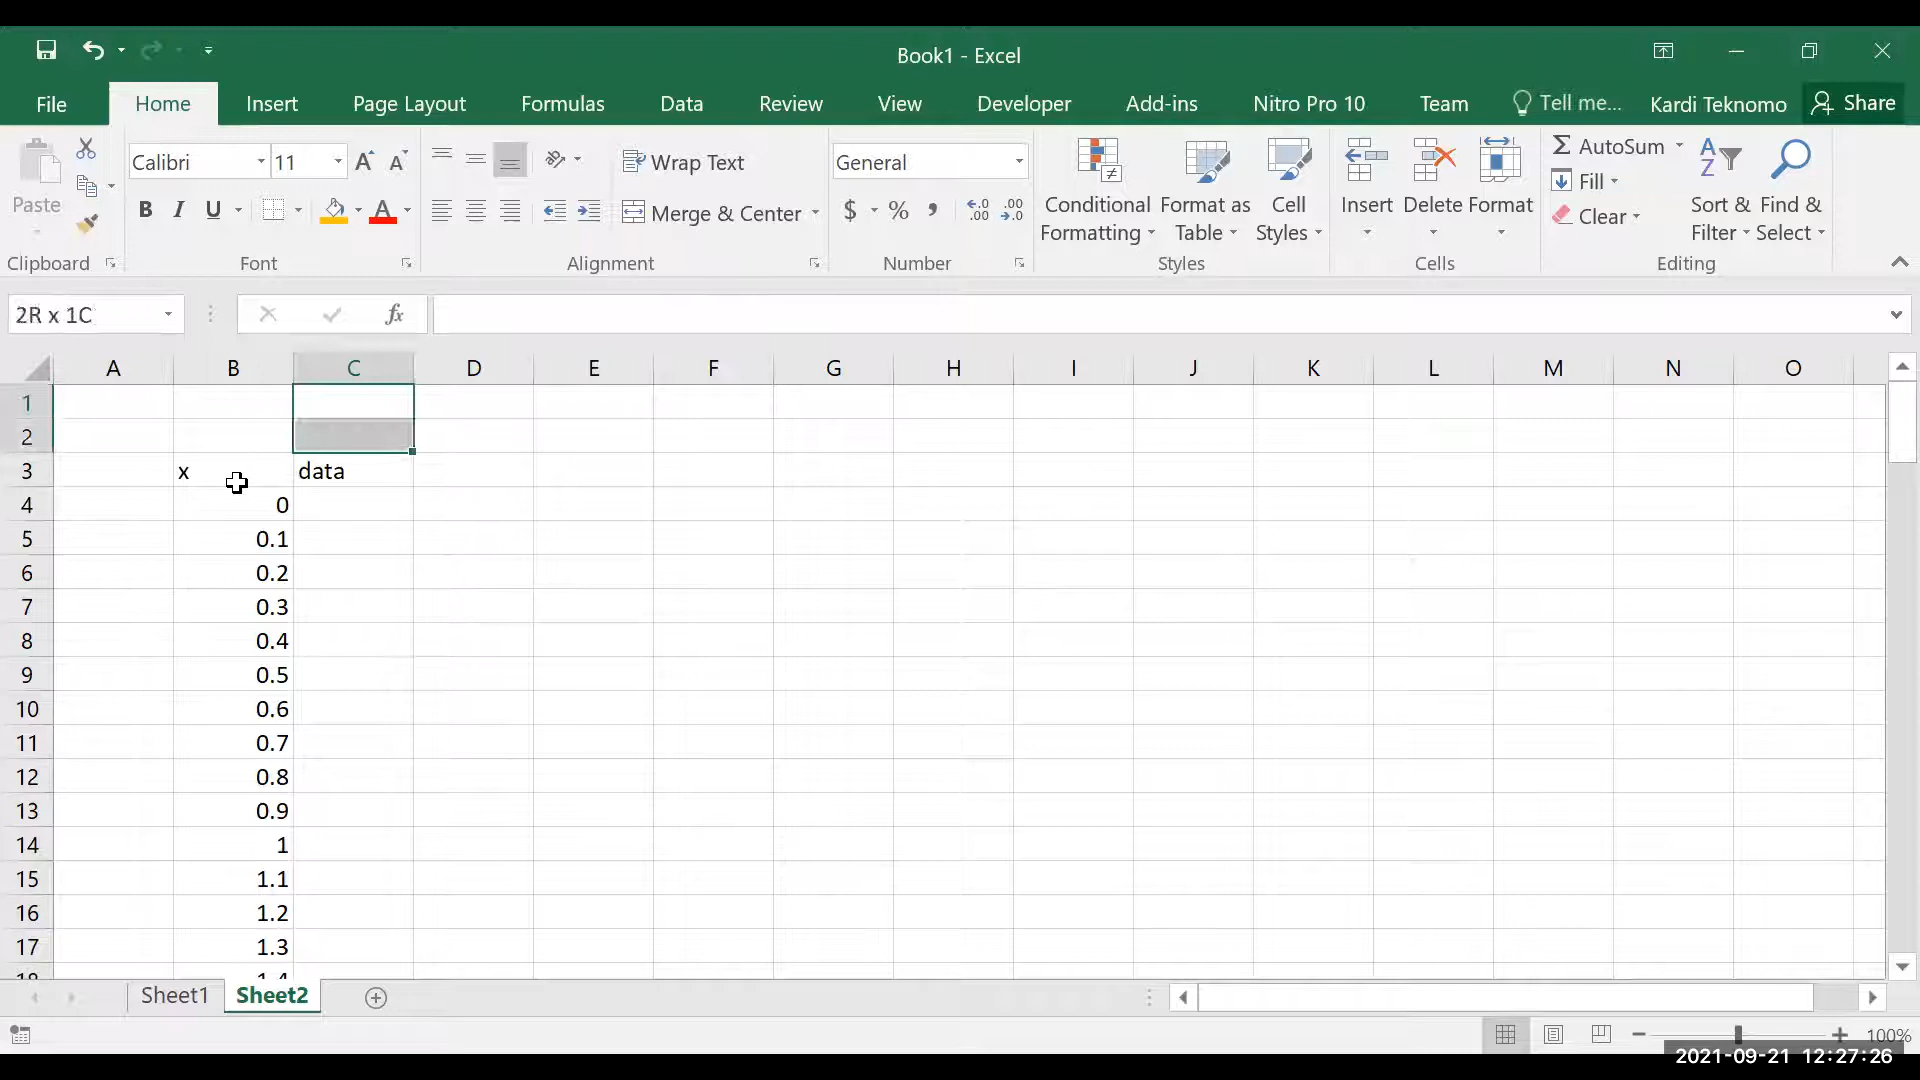 Book1 - Excel
File Home Insert Page Layout Formulas Data Review View Developer Add-ins Nitro Pro 10 Team Tell me... Kardi Teknomo Share
Paste
Clipboard
Calibri 11
B I U
Font
Wrap Text
Merge & Center
Alignment
General
$ % ,
Number
Conditional Formatting
Format as Table
Cell Styles
Styles
Insert Delete Format
Cells
AutoSum
Fill
Clear
Sort & Filter
Find & Select
Editing
2R x 1C fx
A B C D E F G H I J K L M N O
1
2
3 x data
4 0
5 0.1
6 0.2
7 0.3
8 0.4
9 0.5
10 0.6
11 0.7
12 0.8
13 0.9
14 1
15 1.1
16 1.2
17 1.3
18 1.4
Sheet1 Sheet2
100%
2021-09-21 12:27:26